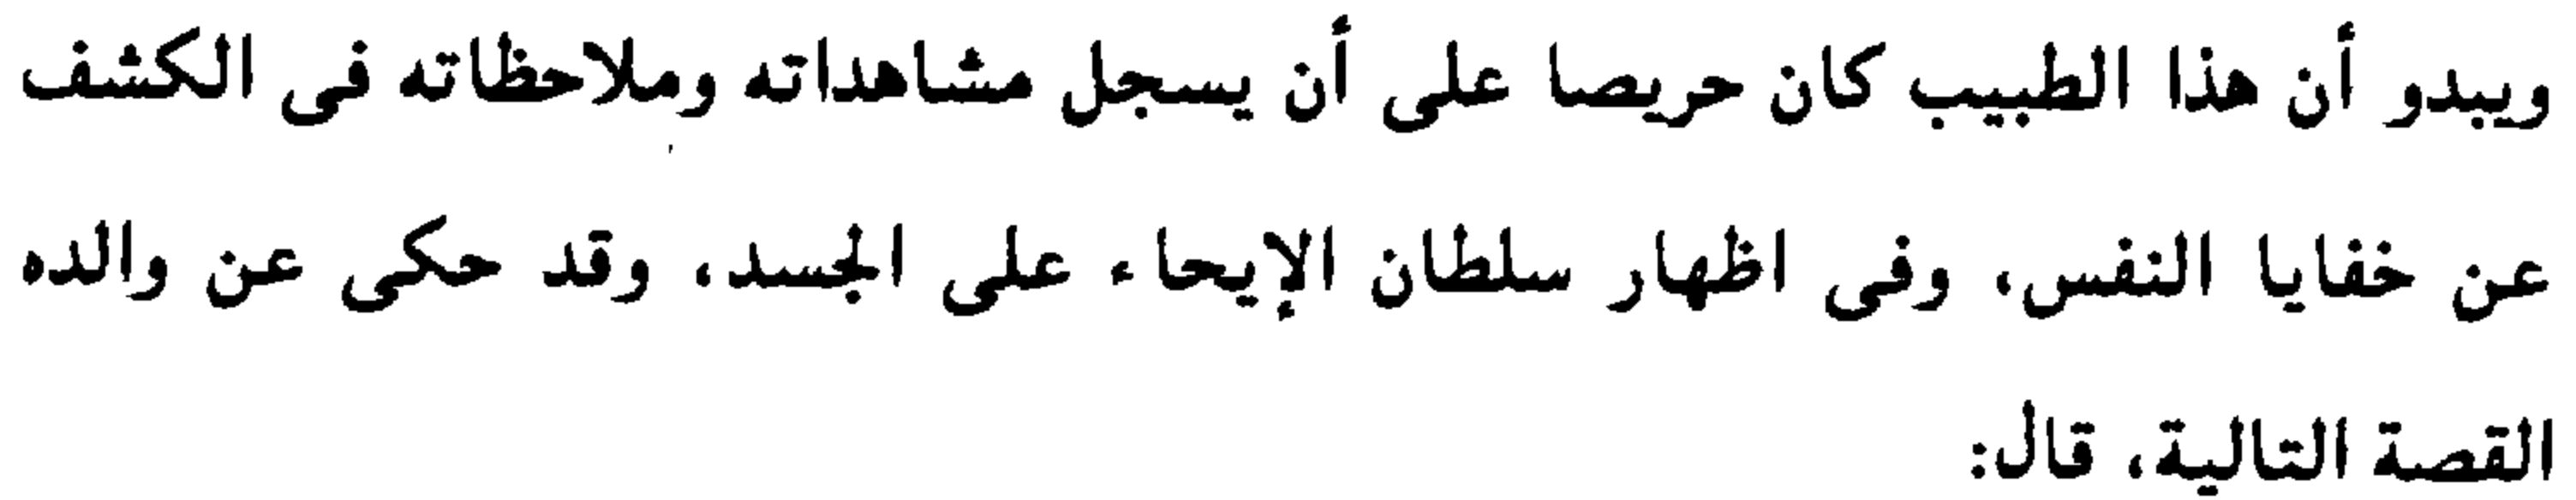 ويبدو أن هذا الطبيب كان حريصا على أن يسجل مشاهداته وملاحظاته فى الكشف
عن خفايا النفس، وفى اظهار سلطان الإيحاء على الجسد، وقد حكى عن والده
القصة التالية، قال: